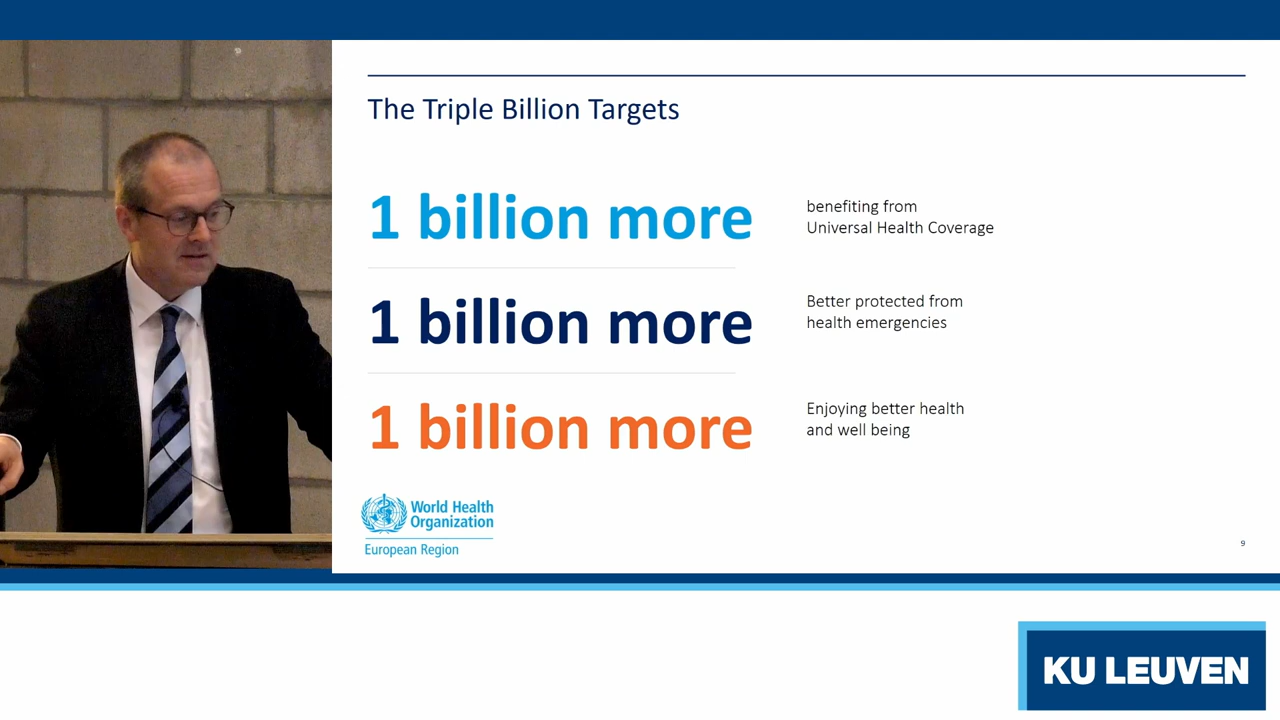 The Triple Billion Targets
1 billion more
benefiting from
Universal Health Coverage
1 billion more
Better protected from
health emergencies
1 billion more
Enjoying better health
and well being
World Health
Organization
European Region
9
KU LEUVEN